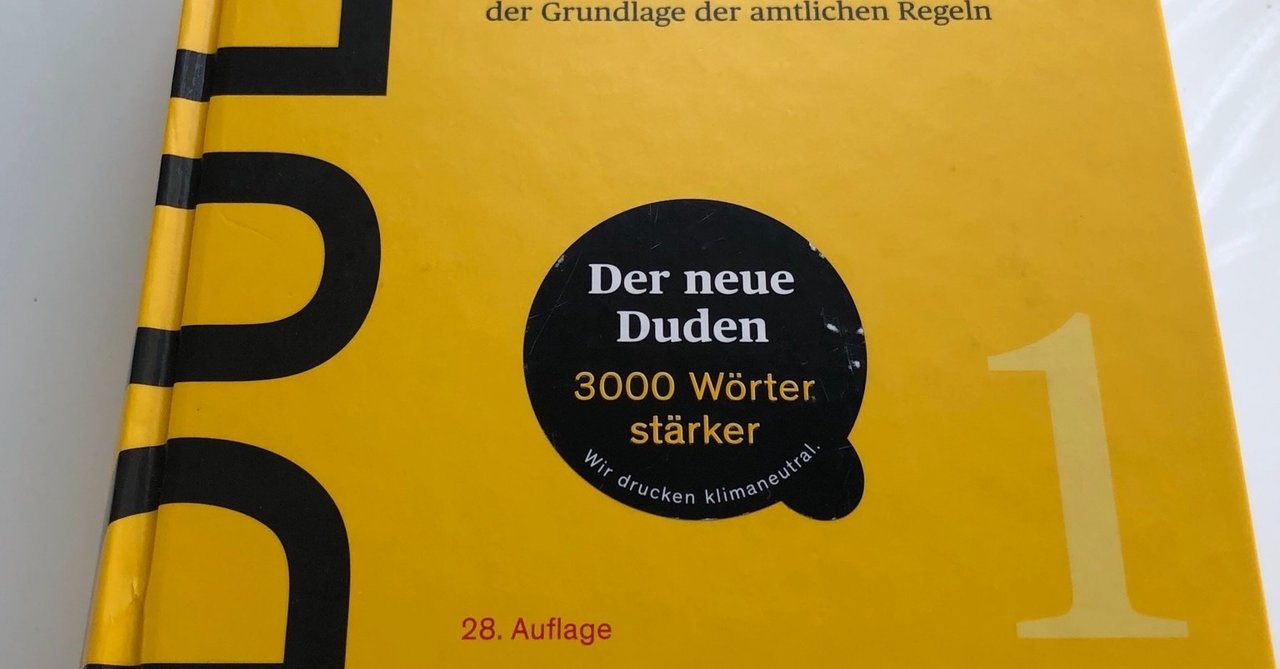 der Grundlage der amtlichen Regeln
Der neue
Duden
3000 Wörter
stärker
Wir drucken klimaneutral.
1
28. Auflage